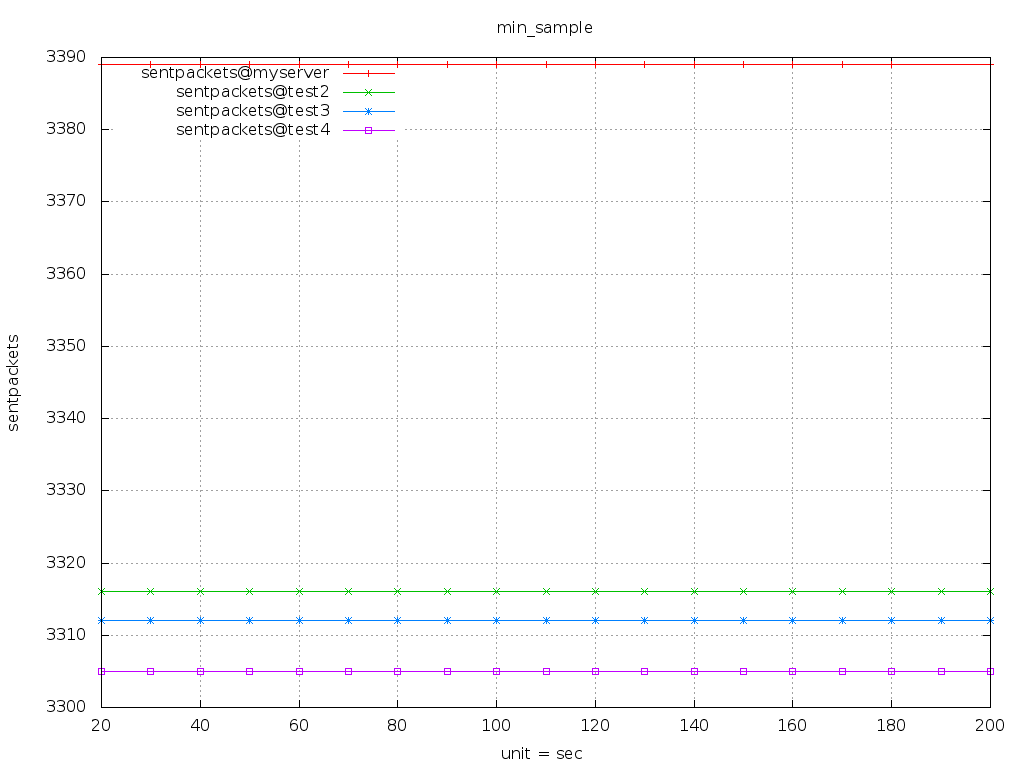 min_sample
3390
sentpackets@myserver
sentpackets@test2
sentpackets@test3
sentpackets@test4
3380
3370
3360
3350
sentpackets
3340
3330
3320
3310
3300
20 40 60 80 100 120 140 160 180 200
unit = sec